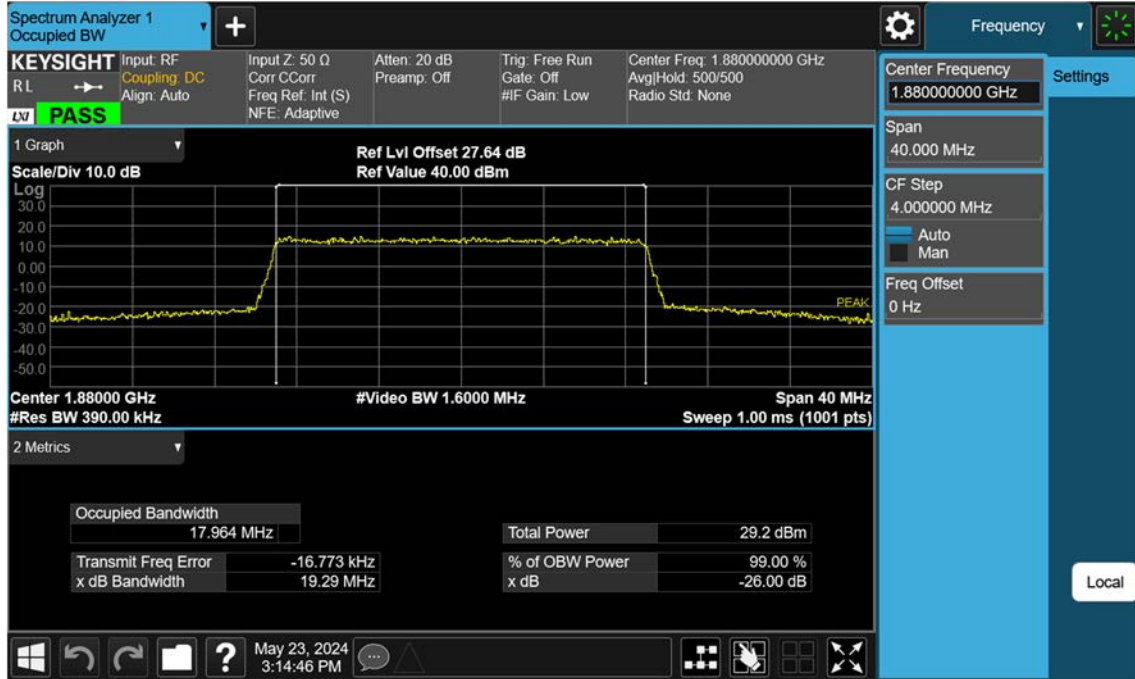 Spectrum Analyzer 1
Occupied BW
+
Frequency
KEYSIGHT
R L
LXI PASS
Input: RF
Coupling: DC
Align: Auto
Input Z: 50 Ω
Corr CCorr
Freq Ref: Int (S)
NFE: Adaptive
Atten: 20 dB
Preamp: Off
Trig: Free Run
Gate: Off
#IF Gain: Low
Center Freq: 1.880000000 GHz
Avg|Hold: 500/500
Radio Std: None
Center Frequency
1.880000000 GHz
Settings
Span
40.000 MHz
CF Step
4.000000 MHz
Auto
Man
Freq Offset
0 Hz
Local
1 Graph
Scale/Div 10.0 dB
Ref Lvl Offset 27.64 dB
Ref Value 40.00 dBm
Log
30.0
20.0
10.0
0.00
-10.0
-20.0
-30.0
-40.0
-50.0
PEAK
Center 1.88000 GHz
#Video BW 1.6000 MHz
Span 40 MHz
#Res BW 390.00 kHz
Sweep 1.00 ms (1001 pts)
2 Metrics
Occupied Bandwidth
17.964 MHz
Total Power 29.2 dBm
Transmit Freq Error -16.773 kHz
% of OBW Power 99.00 %
x dB Bandwidth 19.29 MHz
x dB -26.00 dB
?
May 23, 2024
3:14:46 PM